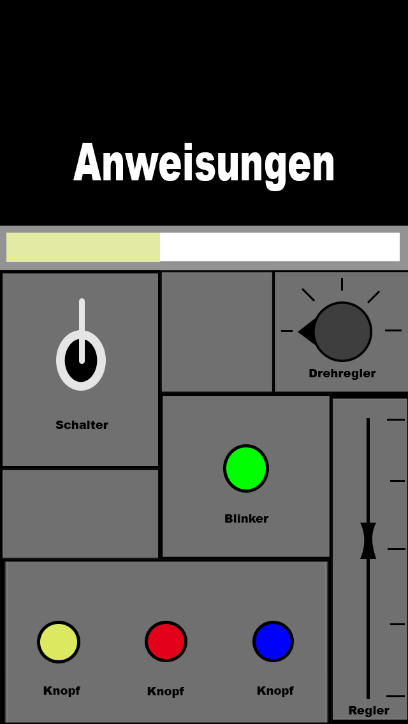 Anweisungen
Drehregler
Schalter
Blinker
Knopf Knopf Knopf
Regler